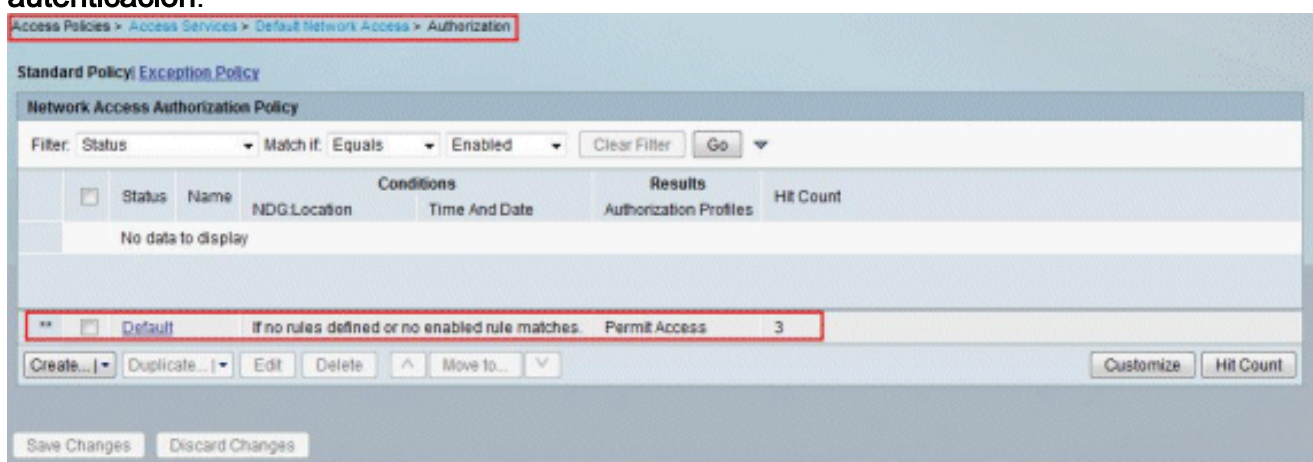 autenticación.
Access Policies > Access Services > Default Network Access > Authorization
Standard Policy| Exception Policy
Network Access Authorization Policy
Filter: Status Match if: Equals Enabled Clear Filter Go
Status Name Conditions Results Hit Count
NDG:Location Time And Date Authorization Profiles
No data to display
** Default If no rules defined or no enabled rule matches. Permit Access 3
Create... | Duplicate... | Edit Delete Move to... Customize Hit Count
Save Changes Discard Changes